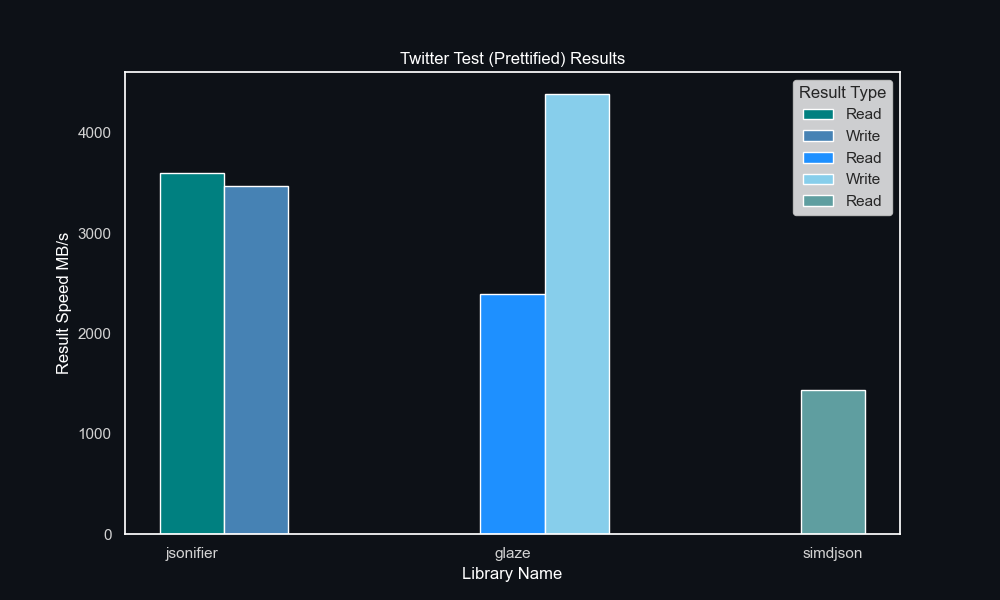 Twitter Test (Prettified) Results
Result Type
Read
Write
Read
Write
Read
4000
3000
2000
1000
0
Result Speed MB/s
jsonifier
glaze
simdjson
Library Name